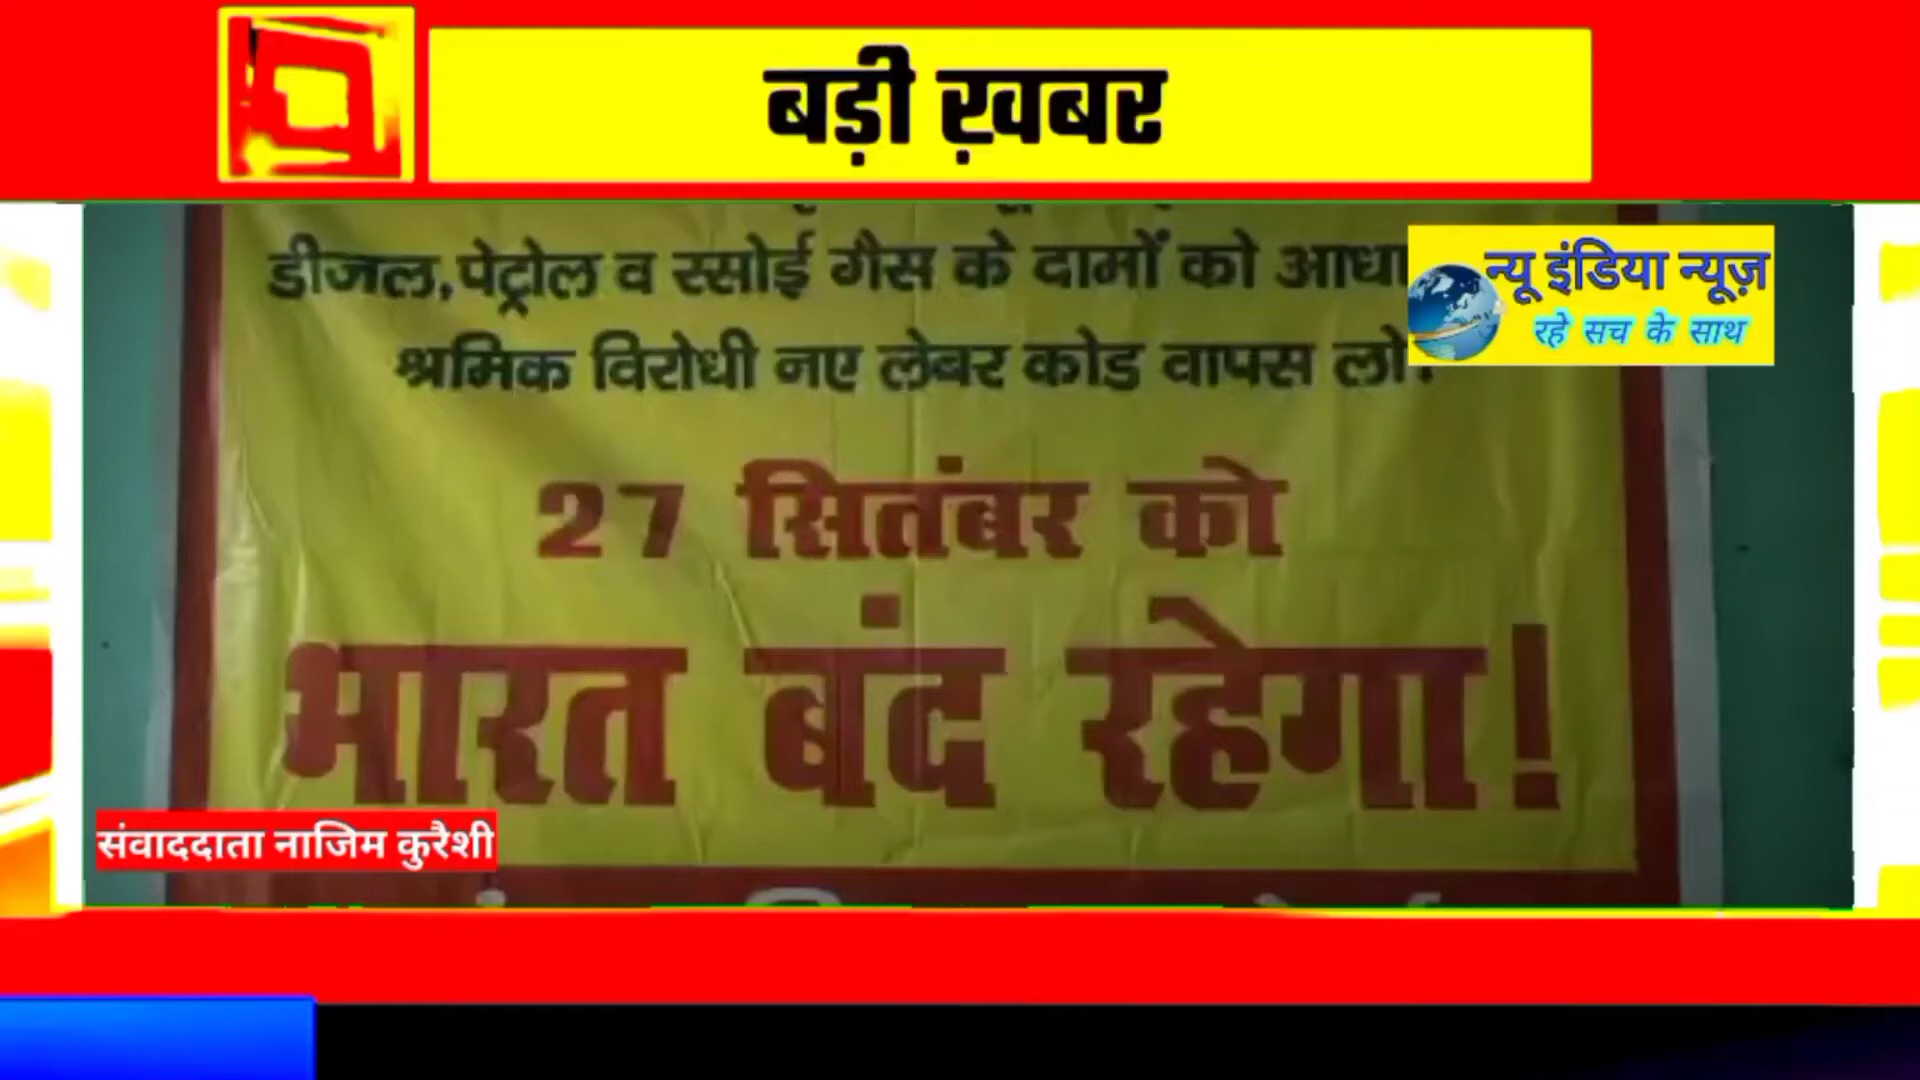 बड़ी ख़बर
न्यू इंडिया न्यूज़
रहे सच के साथ
डीजल,पेट्रोल व रसोई गैस के दामों को आधा
श्रमिक विरोधी नए लेबर कोड वापस लो!
27 सितंबर को
भारत बंद रहेगा!
संवाददाता नाजिम कुरैशी